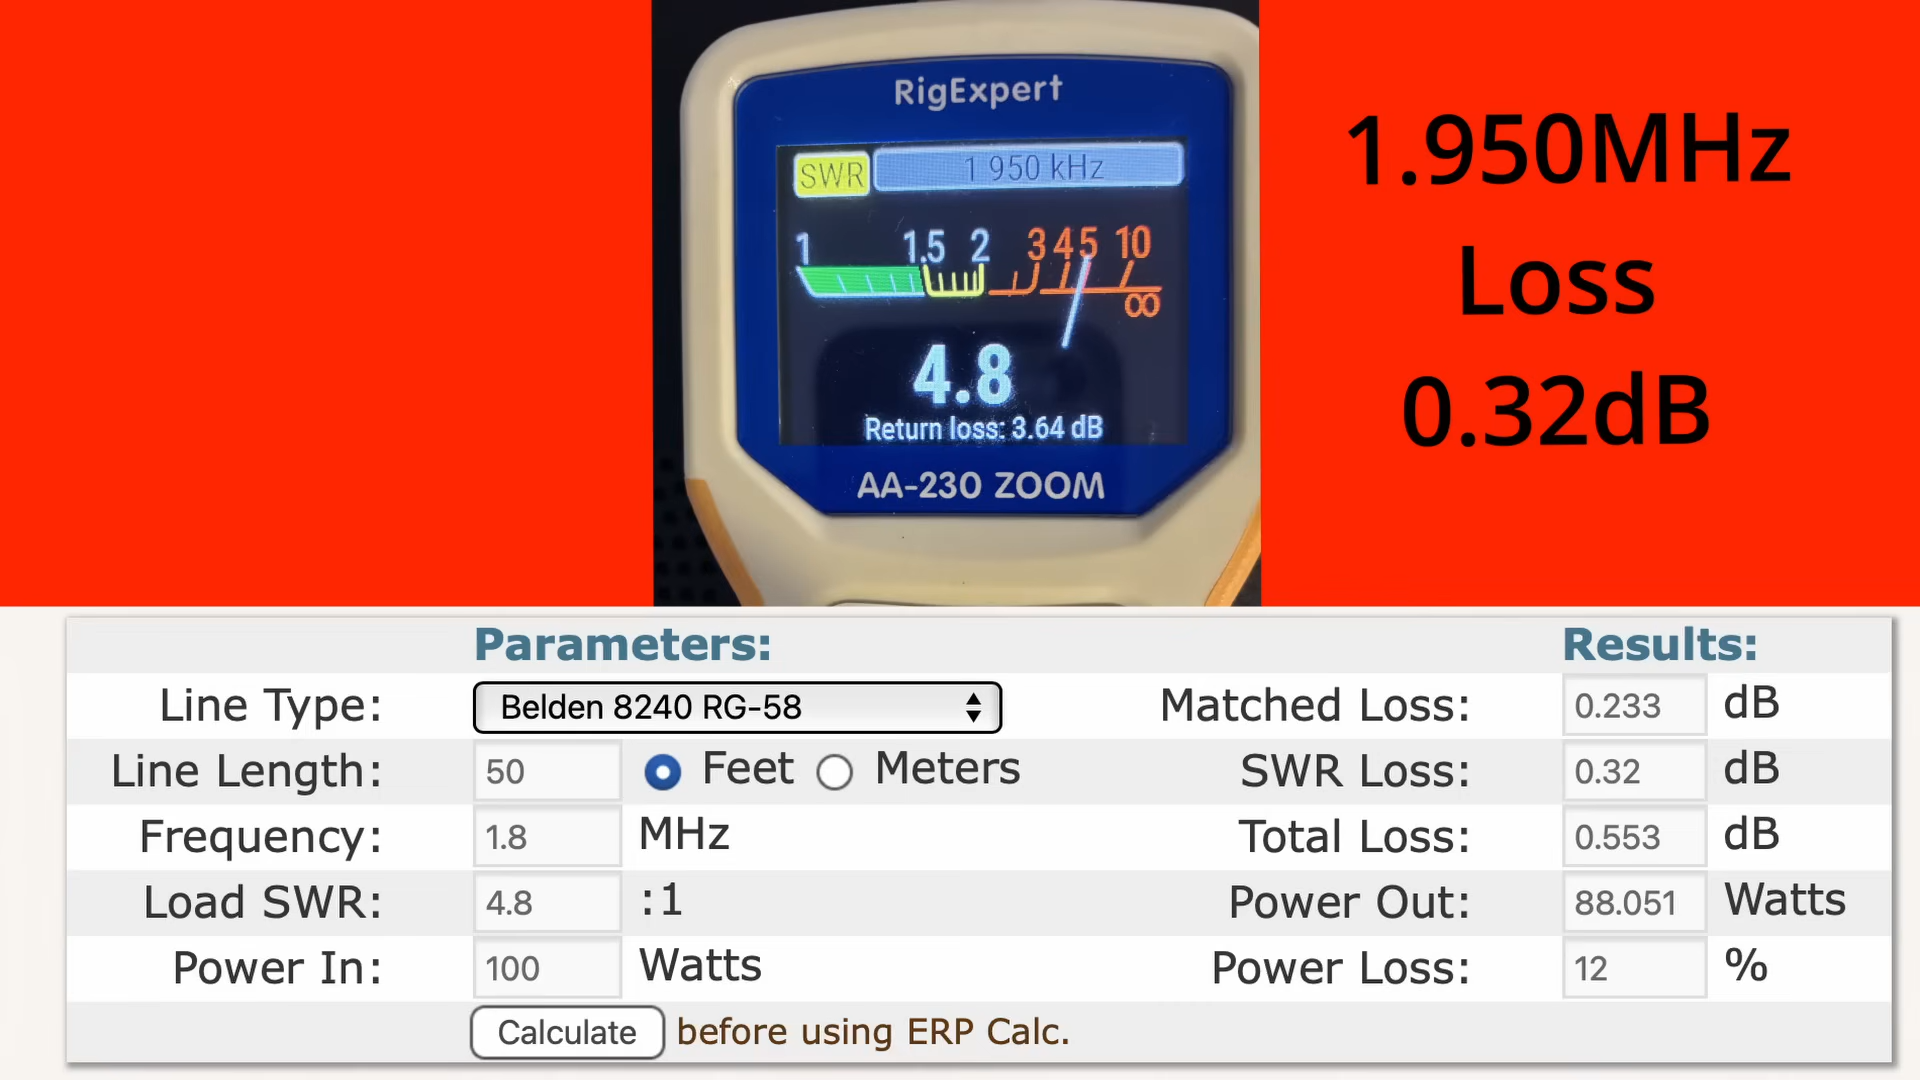 RigExpert
SWR 1 950 kHz
1 1.5 2 3 4 5 10
∞
4.8
Return loss: 3.64 dB
AA-230 ZOOM
1.950MHz
Loss
0.32dB
Parameters: Results:
Line Type: Belden 8240 RG-58 Matched Loss: 0.233 dB
Line Length: 50 Feet Meters SWR Loss: 0.32 dB
Frequency: 1.8 MHz Total Loss: 0.553 dB
Load SWR: 4.8 :1 Power Out: 88.051 Watts
Power In: 100 Watts Power Loss: 12 %
Calculate before using ERP Calc.